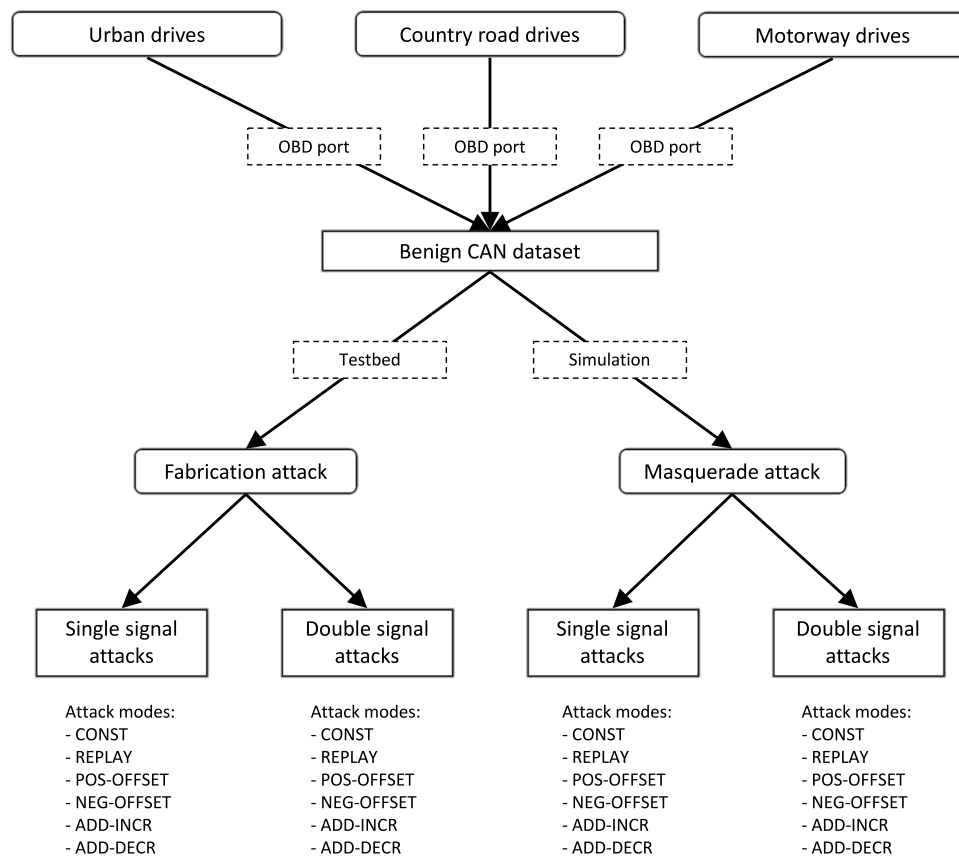 Urban drives
Country road drives
Motorway drives
OBD port
OBD port
OBD port
Benign CAN dataset
Testbed
Simulation
Fabrication attack
Masquerade attack
Single signal
attacks
Double signal
attacks
Single signal
attacks
Double signal
attacks
Attack modes:
- CONST
- REPLAY
- POS-OFFSET
- NEG-OFFSET
- ADD-INCR
- ADD-DECR
Attack modes:
- CONST
- REPLAY
- POS-OFFSET
- NEG-OFFSET
- ADD-INCR
- ADD-DECR
Attack modes:
- CONST
- REPLAY
- POS-OFFSET
- NEG-OFFSET
- ADD-INCR
- ADD-DECR
Attack modes:
- CONST
- REPLAY
- POS-OFFSET
- NEG-OFFSET
- ADD-INCR
- ADD-DECR